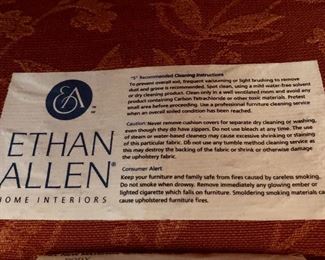 EA
ETHAN
ALLEN®
HOME INTERIORS
"S" Recommended Cleaning Instructions
To prevent overall soil, frequent vacuuming or light brushing to remove
dust and grime is recommended. Spot clean, using a mild water-free solvent
or dry cleaning product. Clean only in a well ventilated room and avoid any
product containing Carbon Tetrachloride or other toxic materials. Pretest
small area before proceeding. Use a professional furniture cleaning service
when an overall soiled condition has been reached.
Caution: Never remove cushion covers for separate dry cleaning or washing,
even though they do have zippers. Do not use bleach at any time. The use
of steam or water-based cleaners may cause excessive shrinking or staining
of this particular fabric. Do not use any tumble method cleaning service as
this may destroy the backing of the fabric or shrink or otherwise damage
the upholstery fabric.
Consumer Alert
Keep your furniture and family safe from fires caused by careless smoking.
Do not smoke when drowsy. Remove immediately any glowing ember or
lighted cigarette which falls on furniture. Smoldering smoking materials can
cause upholstered furniture fires.